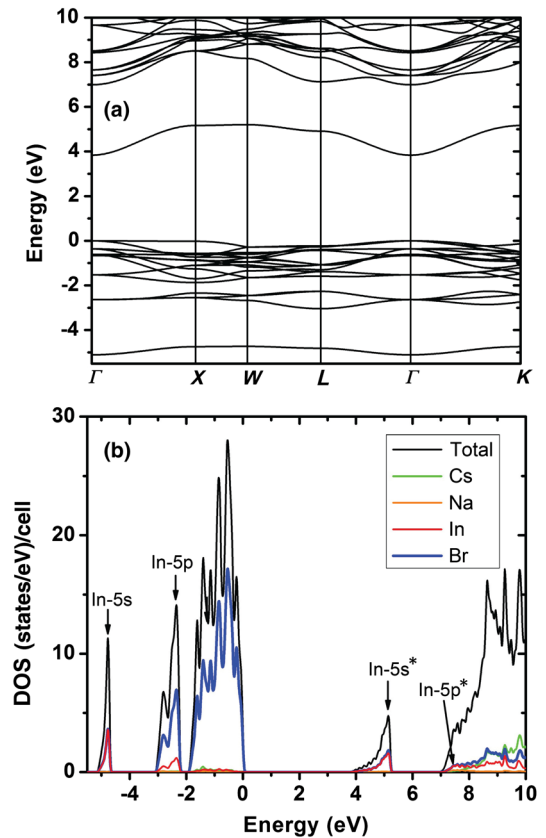 10
8
(a)
6
4
2
0
-2
-4
Energy (eV)
Γ X W L Γ K
30
(b)
Total
Cs
Na
In
Br
20
In-5p
In-5s
10
In-5s*
In-5p*
0
DOS (states/eV)/cell
-4 -2 0 2 4 6 8 10
Energy (eV)